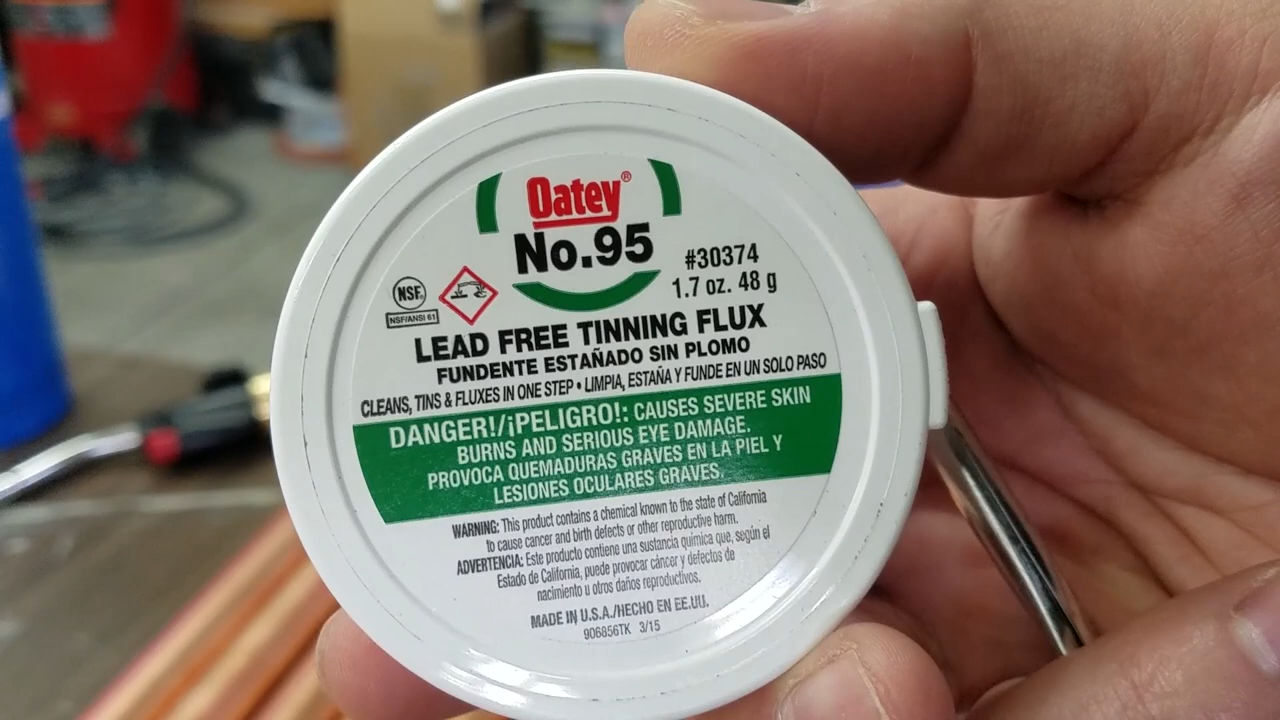 Oatey®
No.95
#30374
1.7 oz. 48 g
NSF®
NSF/ANSI 61
LEAD FREE TINNING FLUX
FUNDENTE ESTAÑADO SIN PLOMO
CLEANS, TINS & FLUXES IN ONE STEP • LIMPIA, ESTAÑA Y FUNDE EN UN SOLO PASO
DANGER!/¡PELIGRO!: CAUSES SEVERE SKIN
BURNS AND SERIOUS EYE DAMAGE.
PROVOCA QUEMADURAS GRAVES EN LA PIEL Y
LESIONES OCULARES GRAVES.
WARNING: This product contains a chemical known to the state of California
to cause cancer and birth defects or other reproductive harm.
ADVERTENCIA: Este producto contiene una sustancia química que, según el
Estado de California, puede provocar cáncer y defectos de
nacimiento u otros daños reproductivos.
MADE IN U.S.A./HECHO EN EE.UU.
906856TK 3/15